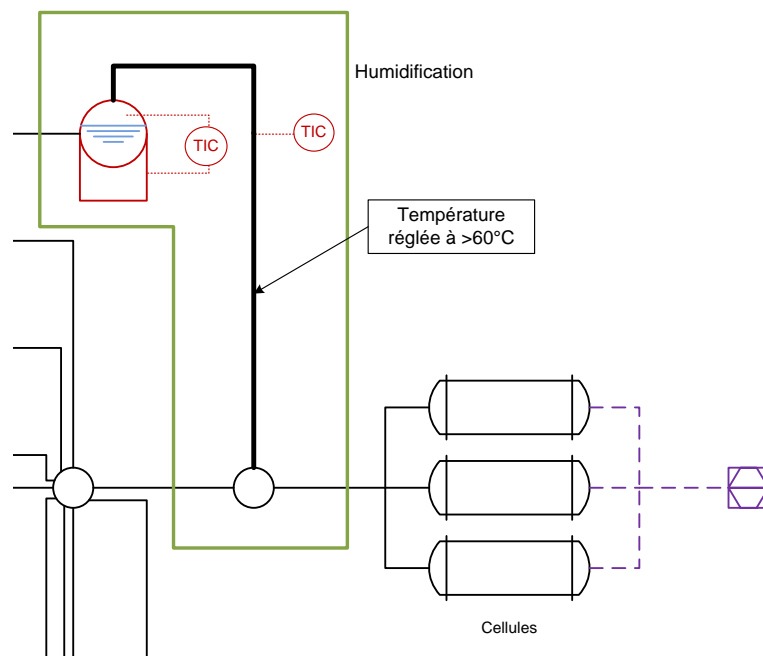 Humidification
TIC
TIC
Température
réglée à >60°C
Cellules